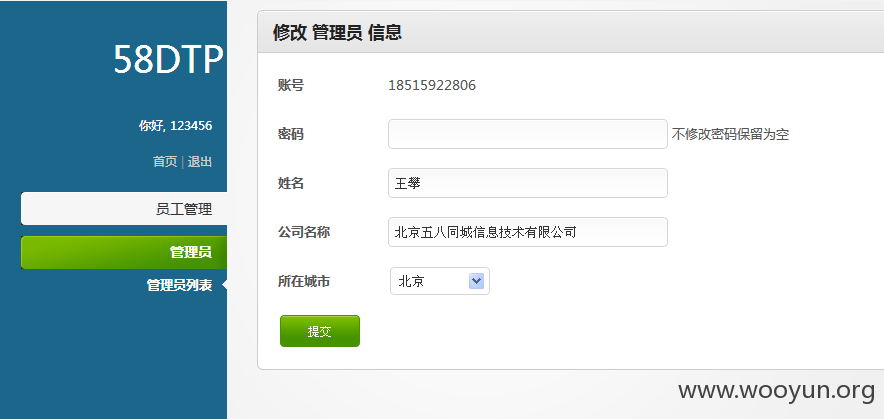 58DTP
你好, 123456
首页 | 退出
员工管理
管理员
管理员列表
修改 管理员 信息
账号 18515922806
密码 不修改密码保留为空
姓名 王攀
公司名称 北京五八同城信息技术有限公司
所在城市 北京
提交
www.wooyun.org